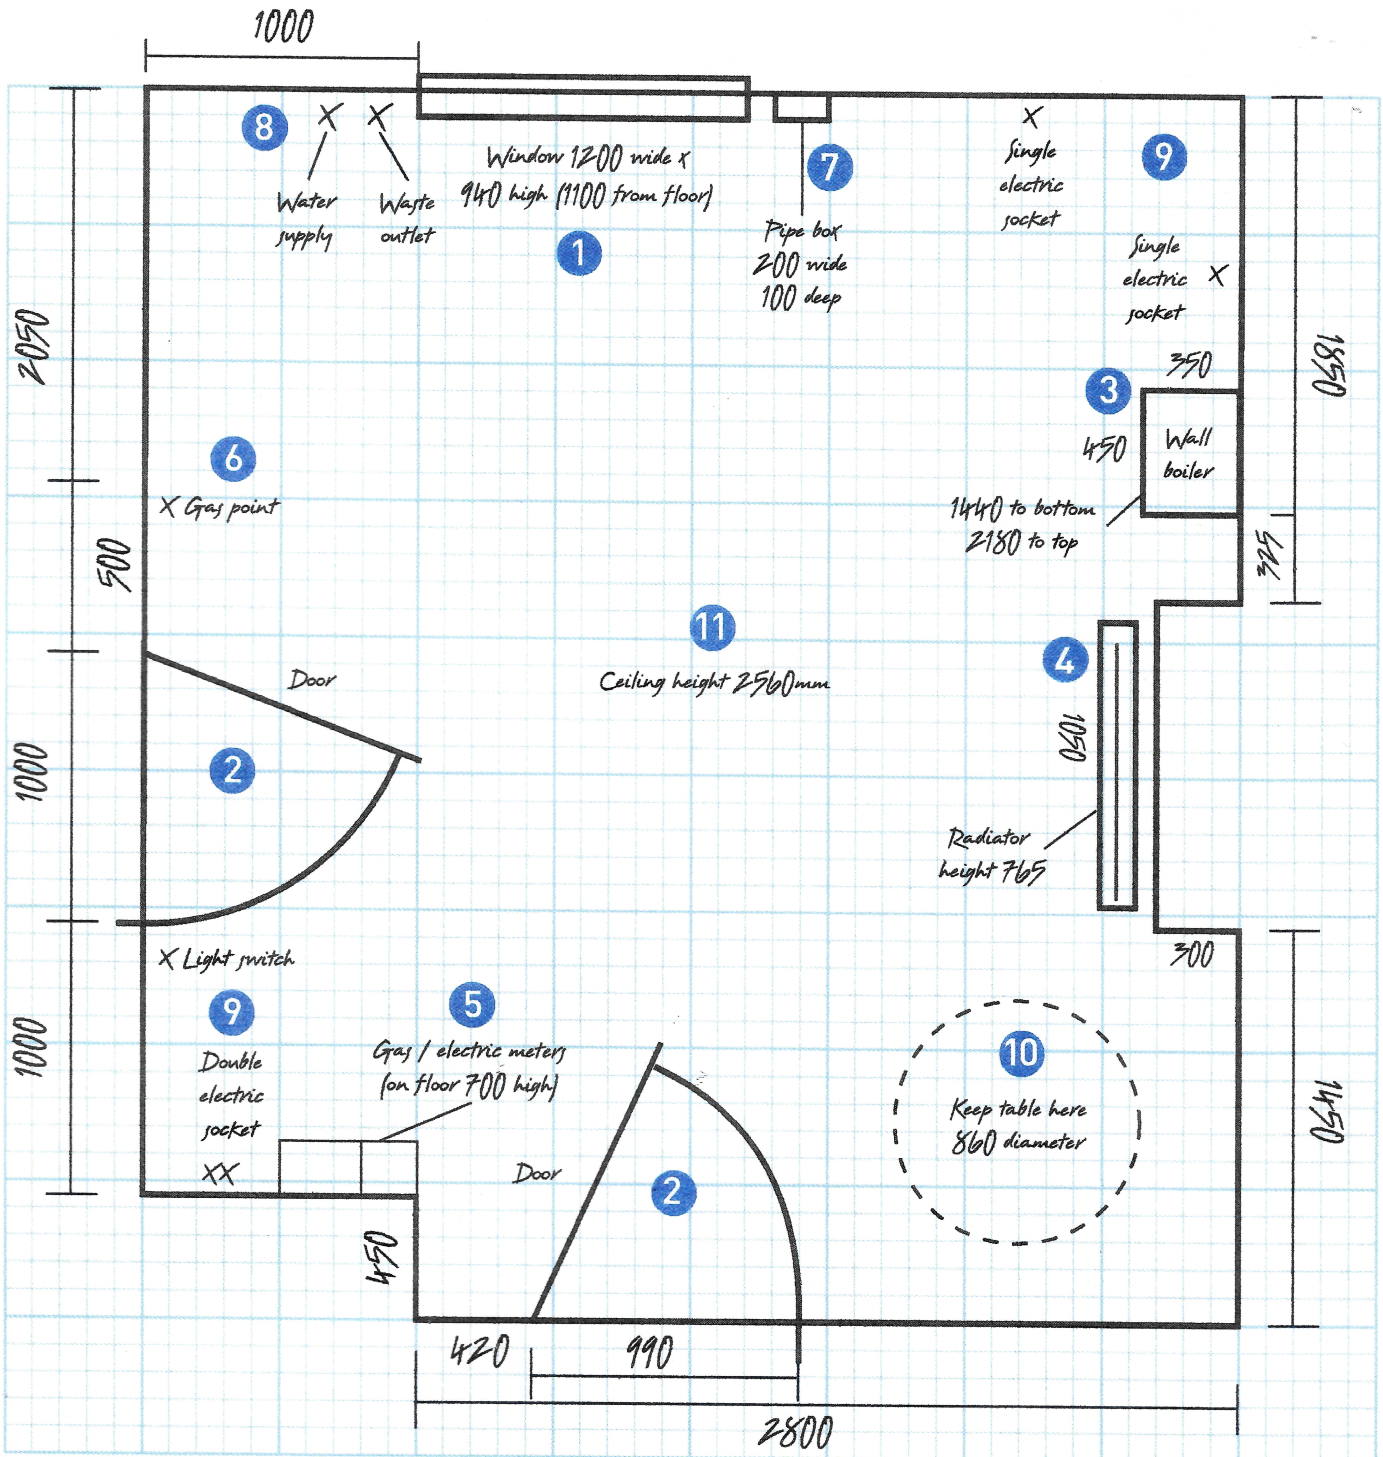 1000
8
Water
supply
Waste
outlet
Window 1200 wide x
940 high (1100 from floor)
1
7
Pipe box
200 wide
100 deep
Single
electric
socket
9
Single
electric
socket
2050
1850
350
3
450
Wall
boiler
1440 to bottom
2180 to top
325
6
X Gas point
500
11
Ceiling height 2560mm
4
1050
Radiator
height 765
Door
2
1000
X Light switch
9
Double
electric
socket
XX
1000
5
Gas / electric meters
(on floor 700 high)
300
10
Keep table here
860 diameter
1450
Door
2
450
420
990
2800